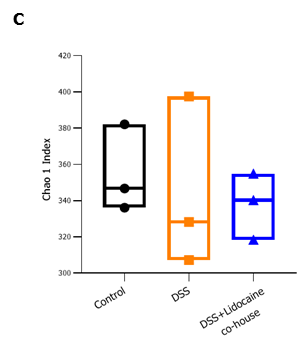 C
420
400
380
360
340
320
300
Chao 1 Index
Control
DSS
DSS+Lidocaine
co-house